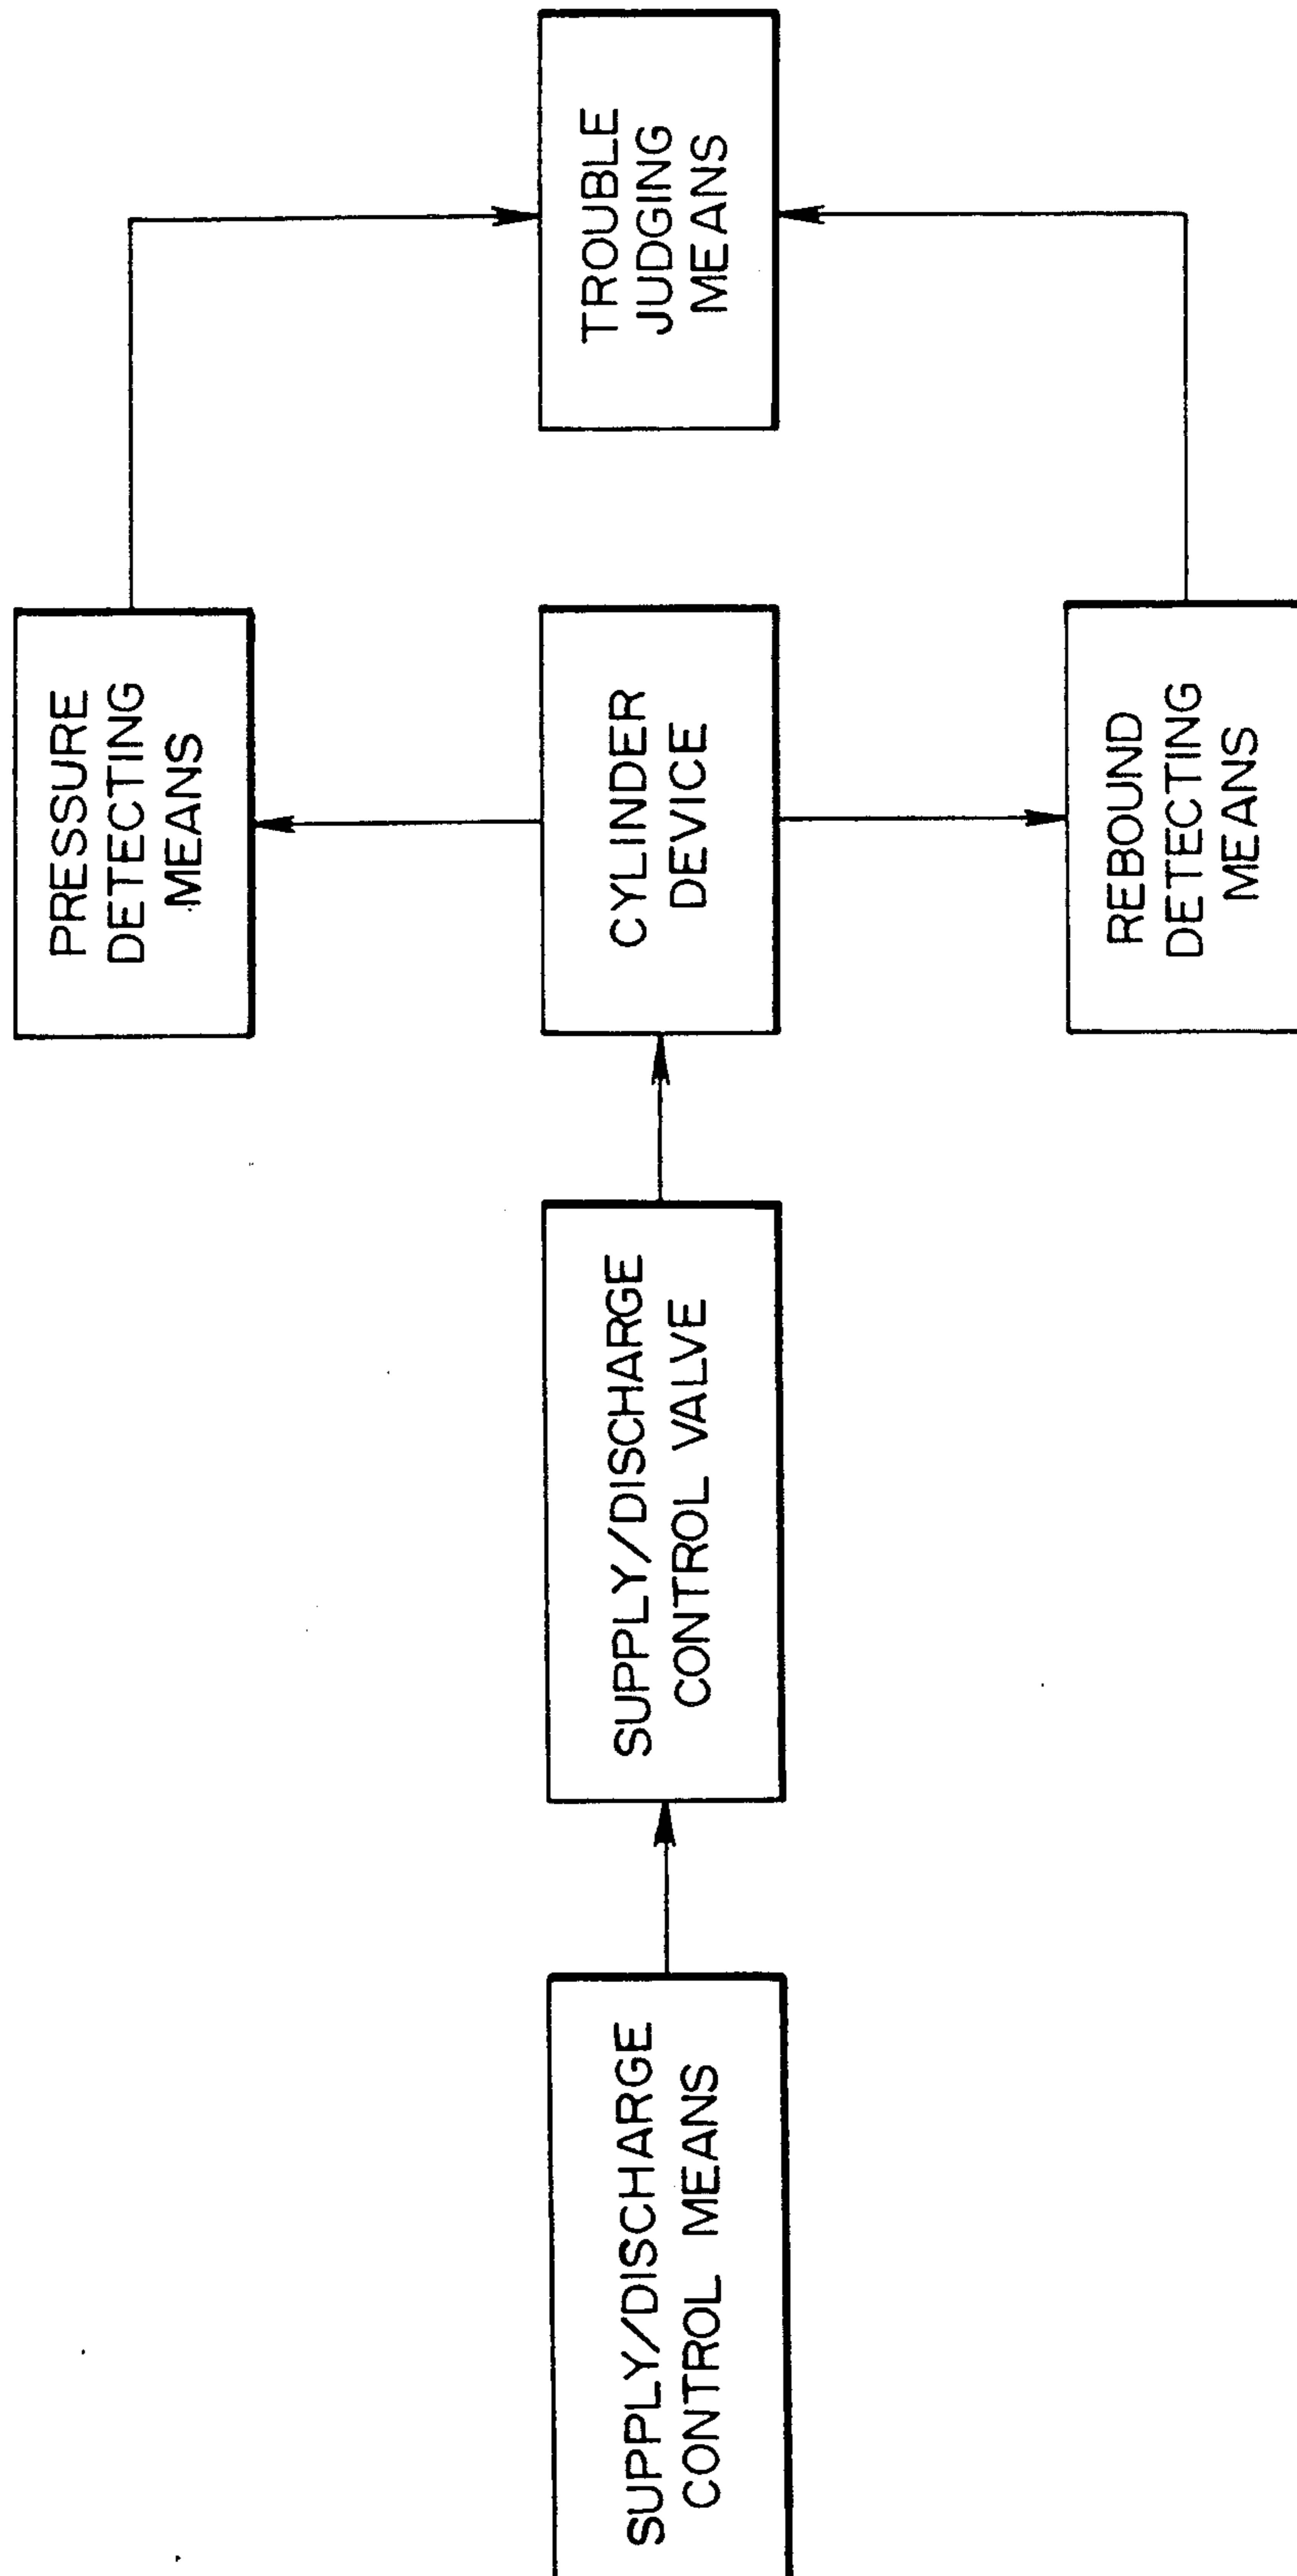 SUPPLY/DISCHARGE
CONTROL MEANS
SUPPLY/DISCHARGE
CONTROL VALVE
PRESSURE
DETECTING
MEANS
CYLINDER
DEVICE
REBOUND
DETECTING
MEANS
TROUBLE
JUDGING
MEANS